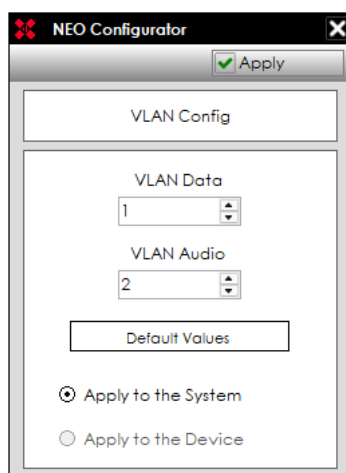 NEO Configurator
Apply
VLAN Config
VLAN Data
1
VLAN Audio
2
Default Values
Apply to the System
Apply to the Device